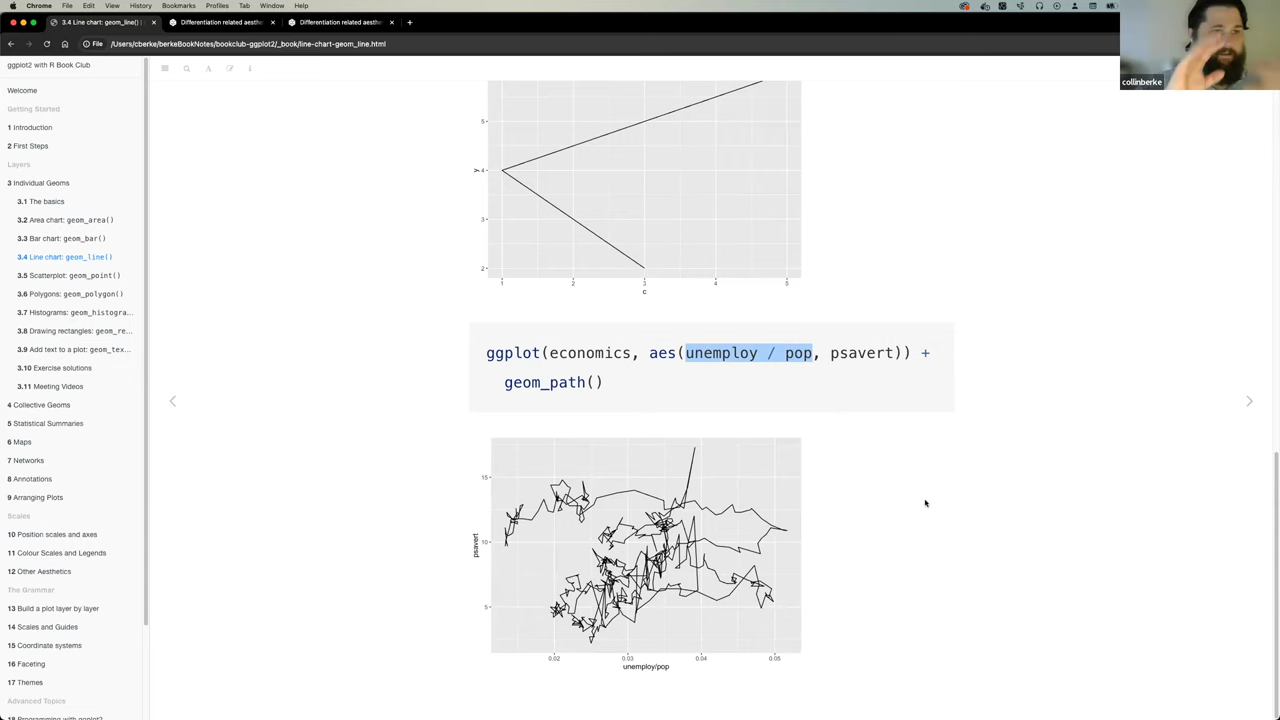 Chrome File Edit View History Bookmarks Profiles Tab Window Help
3.4 Line chart: geom_line() | Differentiation related aesthe Differentiation related aesthe
File /Users/cberke/berkeBookNotes/bookclub-ggplot2/_book/line-chart-geom_line.html
collinberke
ggplot2 with R Book Club
Welcome
Getting Started
1 Introduction
2 First Steps
Layers
3 Individual Geoms
3.1 The basics
3.2 Area chart: geom_area()
3.3 Bar chart: geom_bar()
3.4 Line chart: geom_line()
3.5 Scatterplot: geom_point()
3.6 Polygons: geom_polygon()
3.7 Histograms: geom_histogra…
3.8 Drawing rectangles: geom_re…
3.9 Add text to a plot: geom_tex…
3.10 Exercise solutions
3.11 Meeting Videos
4 Collective Geoms
5 Statistical Summaries
6 Maps
7 Networks
8 Annotations
9 Arranging Plots
Scales
10 Position scales and axes
11 Colour Scales and Legends
12 Other Aesthetics
The Grammar
13 Build a plot layer by layer
14 Scales and Guides
15 Coordinate systems
16 Faceting
17 Themes
Advanced Topics
18 Programming with ggplot2
5
4
y
3
2
1 2 3 4 5
c
ggplot(economics, aes(unemploy / pop, psavert)) +
geom_path()
15
10
psavert
5
0.02 0.03 0.04 0.05
unemploy/pop